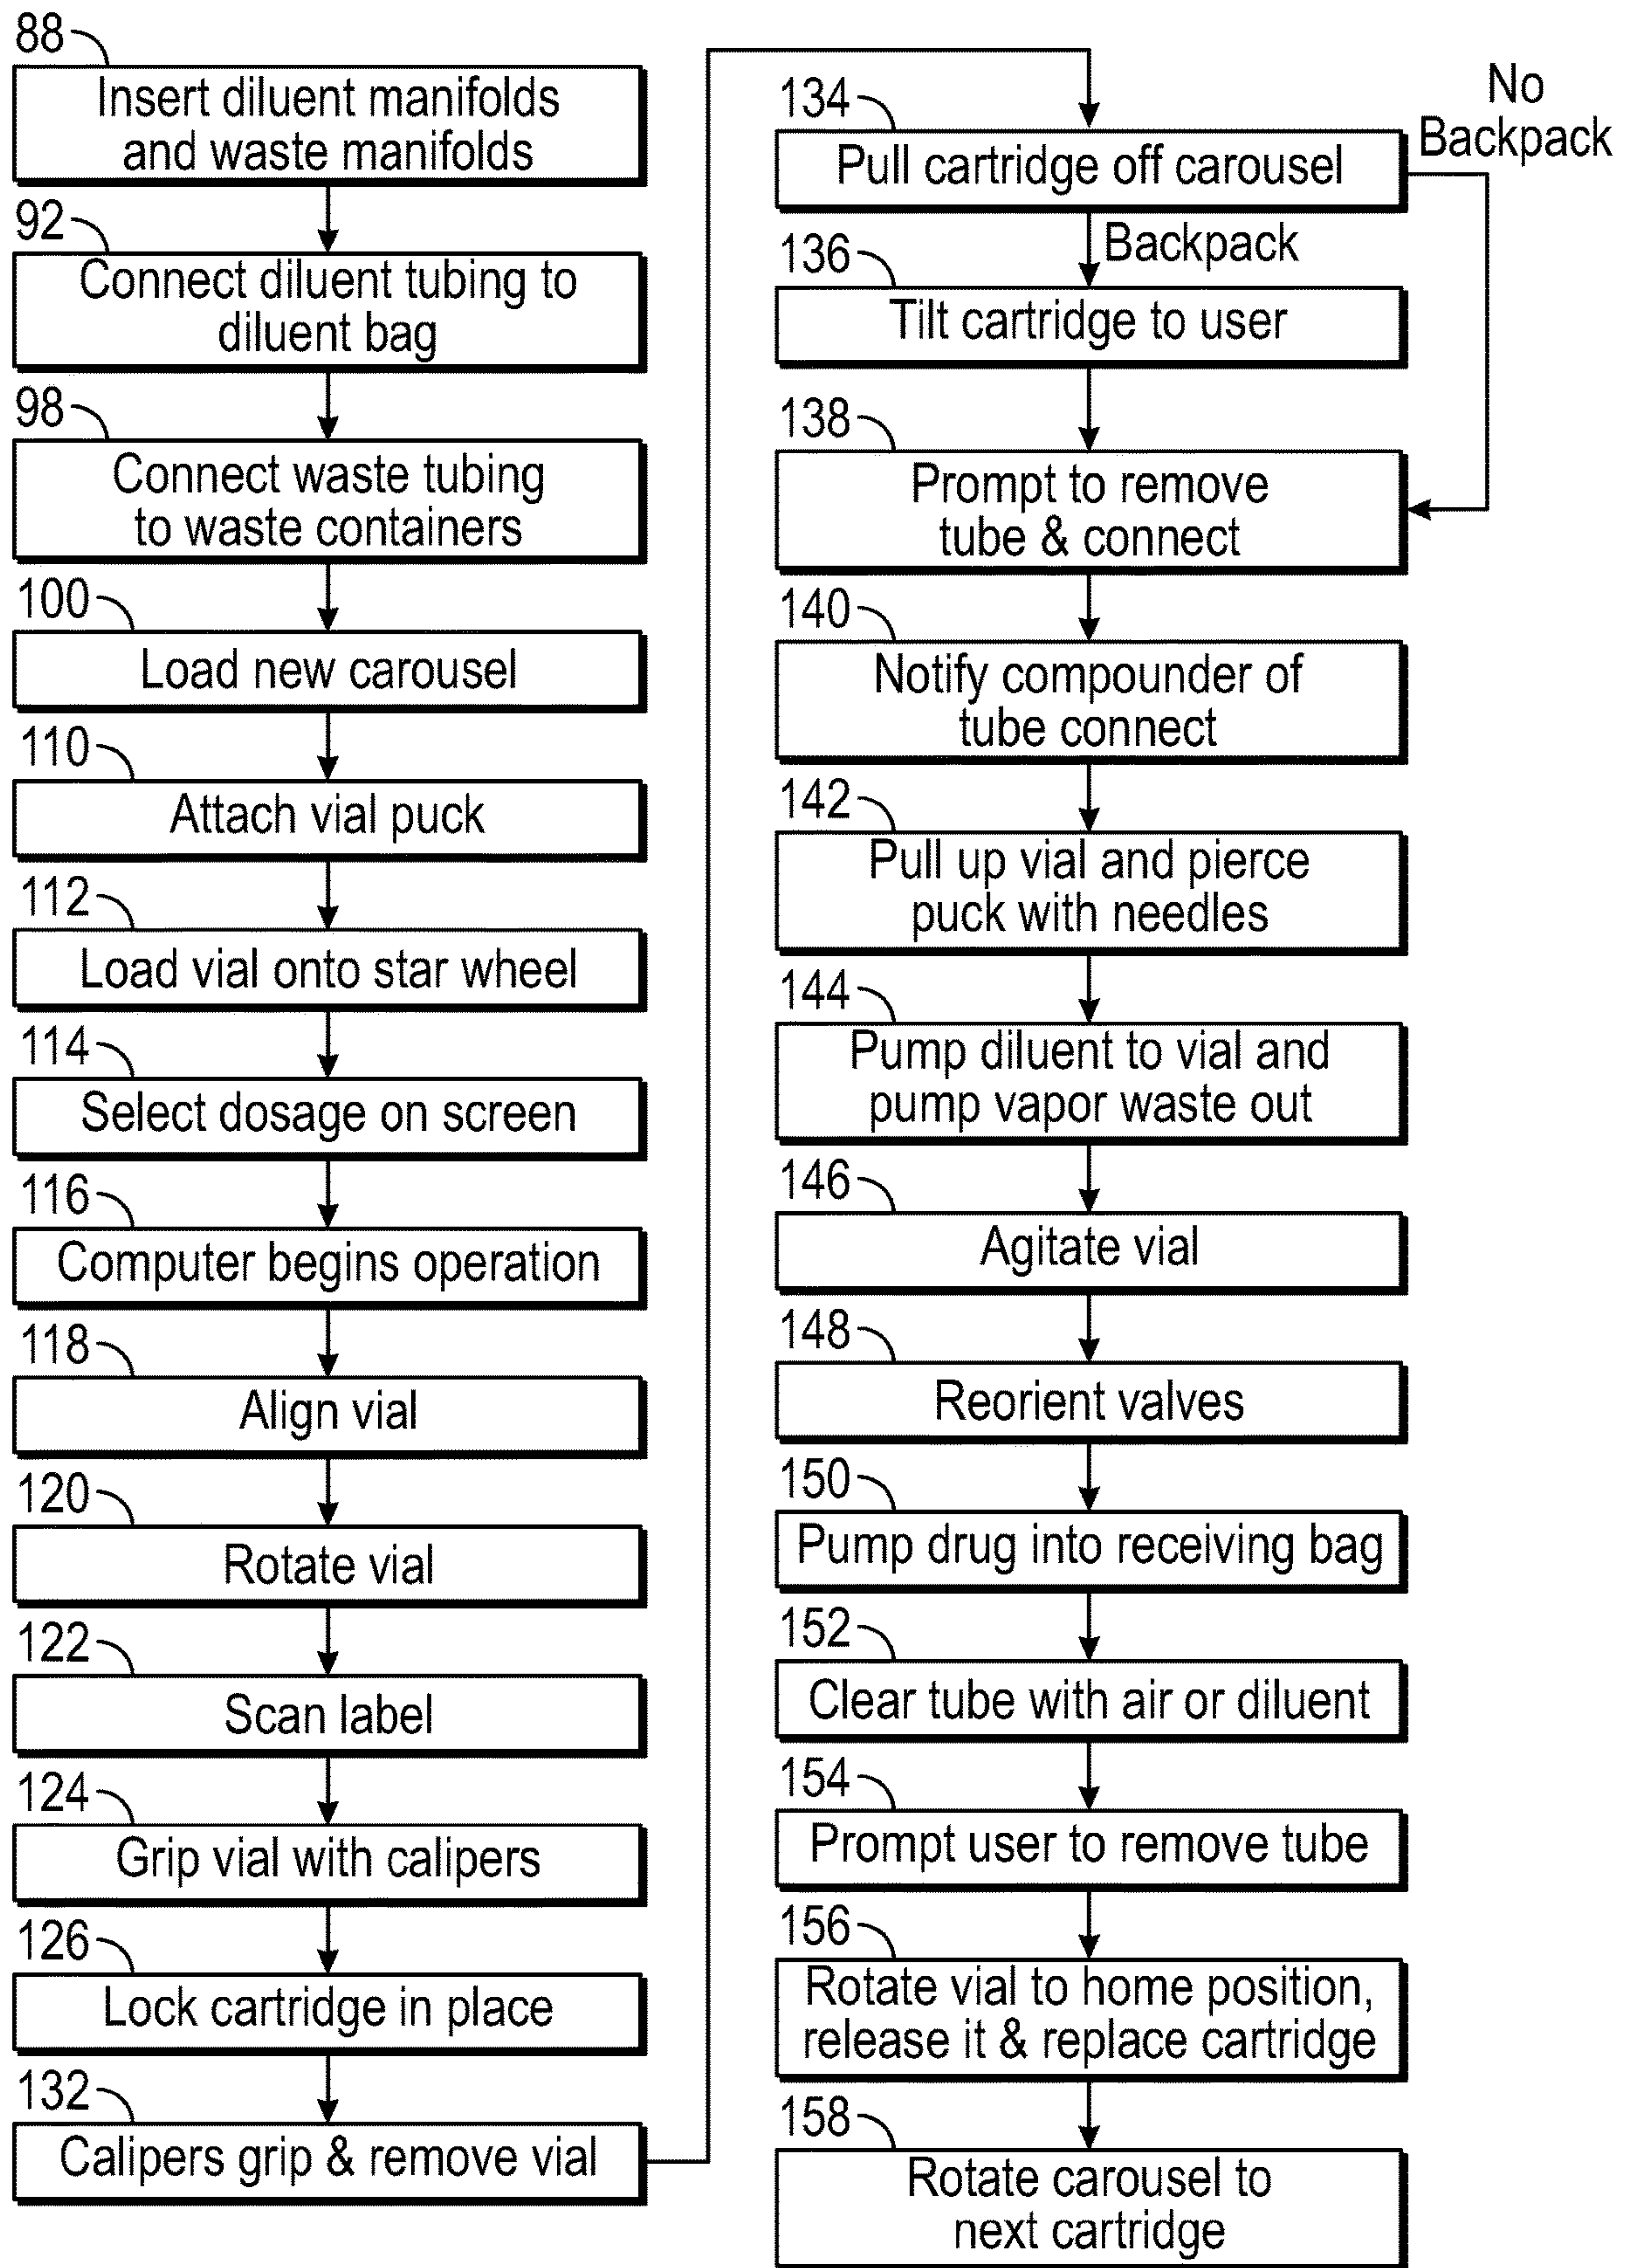 88
Insert diluent manifolds
and waste manifolds
92
Connect diluent tubing to
diluent bag
98
Connect waste tubing
to waste containers
100
Load new carousel
110
Attach vial puck
112
Load vial onto star wheel
114
Select dosage on screen
116
Computer begins operation
118
Align vial
120
Rotate vial
122
Scan label
124
Grip vial with calipers
126
Lock cartridge in place
132
Calipers grip & remove vial
134
Pull cartridge off carousel
No
Backpack
Backpack
136
Tilt cartridge to user
138
Prompt to remove
tube & connect
140
Notify compounder of
tube connect
142
Pull up vial and pierce
puck with needles
144
Pump diluent to vial and
pump vapor waste out
146
Agitate vial
148
Reorient valves
150
Pump drug into receiving bag
152
Clear tube with air or diluent
154
Prompt user to remove tube
156
Rotate vial to home position,
release it & replace cartridge
158
Rotate carousel to
next cartridge